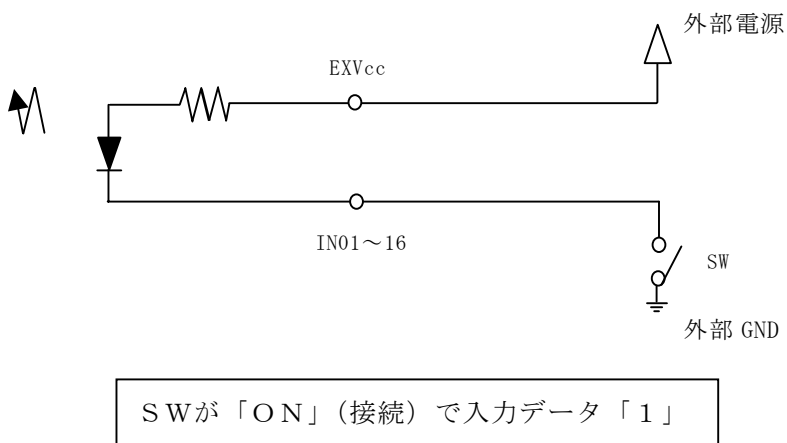 外部電源
EXVcc
IN01～16
SW
外部 GND
ＳＷが「ＯＮ」（接続）で入力データ「１」